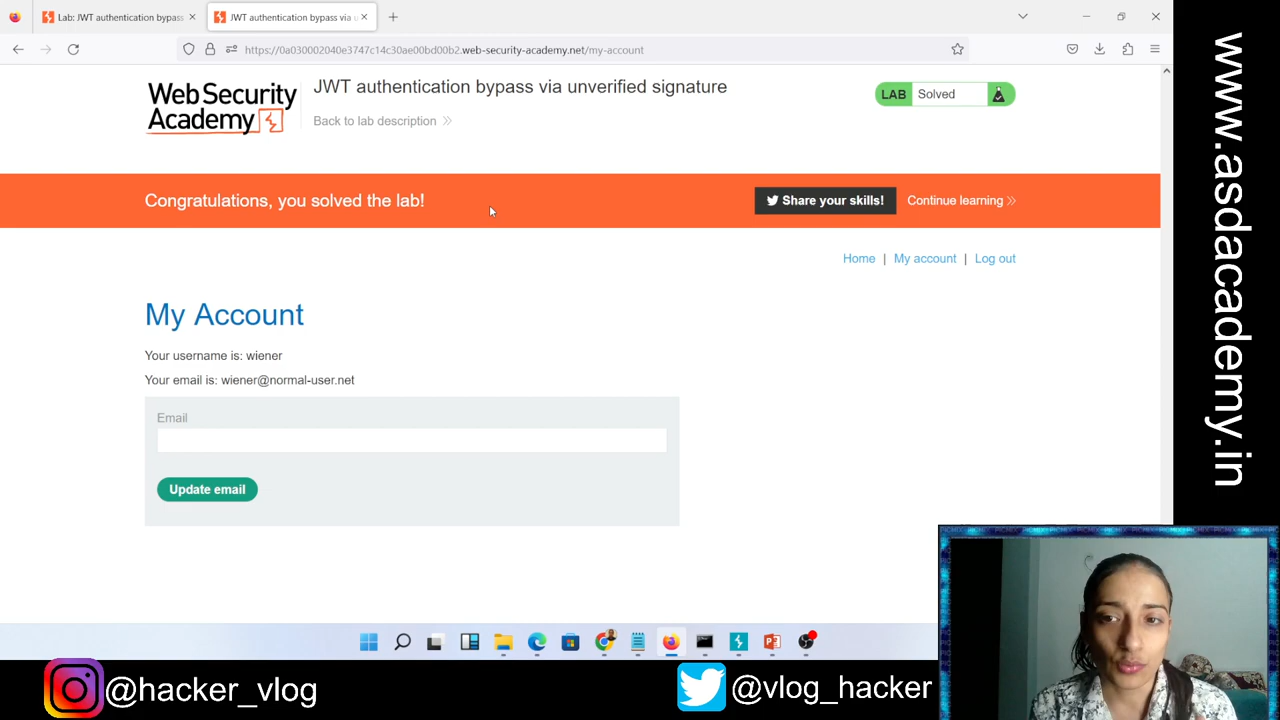 Lab: JWT authentication bypass
JWT authentication bypass via u
https://0a030002040e3747c14c30ae00bd00b2.web-security-academy.net/my-account
Web Security
Academy
JWT authentication bypass via unverified signature
Back to lab description
LAB Solved
Congratulations, you solved the lab!
Share your skills!
Continue learning
Home | My account | Log out
My Account
Your username is: wiener
Your email is: wiener@normal-user.net
Email
Update email
@hacker_vlog
@vlog_hacker
www.asdacademy.in